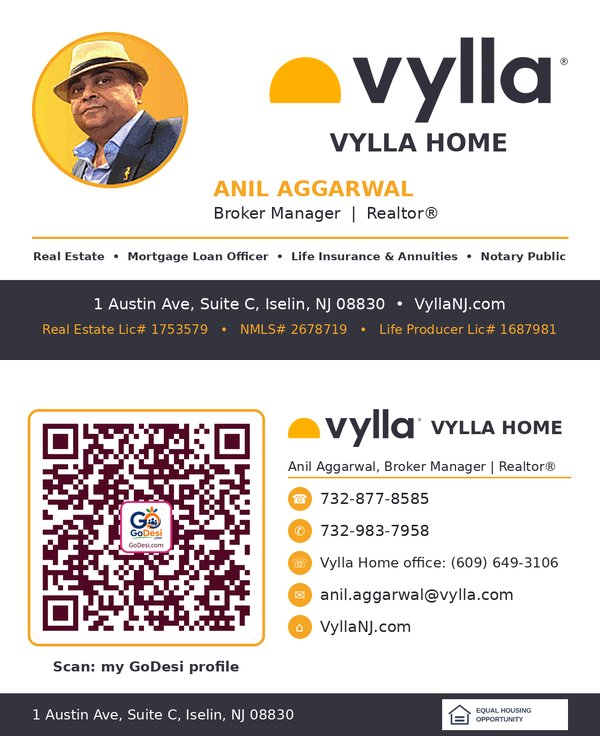 vylla®
VYLLA HOME
ANIL AGGARWAL
Broker Manager | Realtor®
Real Estate • Mortgage Loan Officer • Life Insurance & Annuities • Notary Public
1 Austin Ave, Suite C, Iselin, NJ 08830 • VyllaNJ.com
Real Estate Lic# 1753579 • NMLS# 2678719 • Life Producer Lic# 1687981
vylla® VYLLA HOME
Anil Aggarwal, Broker Manager | Realtor®
732-877-8585
732-983-7958
Vylla Home office: (609) 649-3106
anil.aggarwal@vylla.com
VyllaNJ.com
GO
GoDesi
.com
GoDesi.com
Scan: my GoDesi profile
1 Austin Ave, Suite C, Iselin, NJ 08830
EQUAL HOUSING
OPPORTUNITY